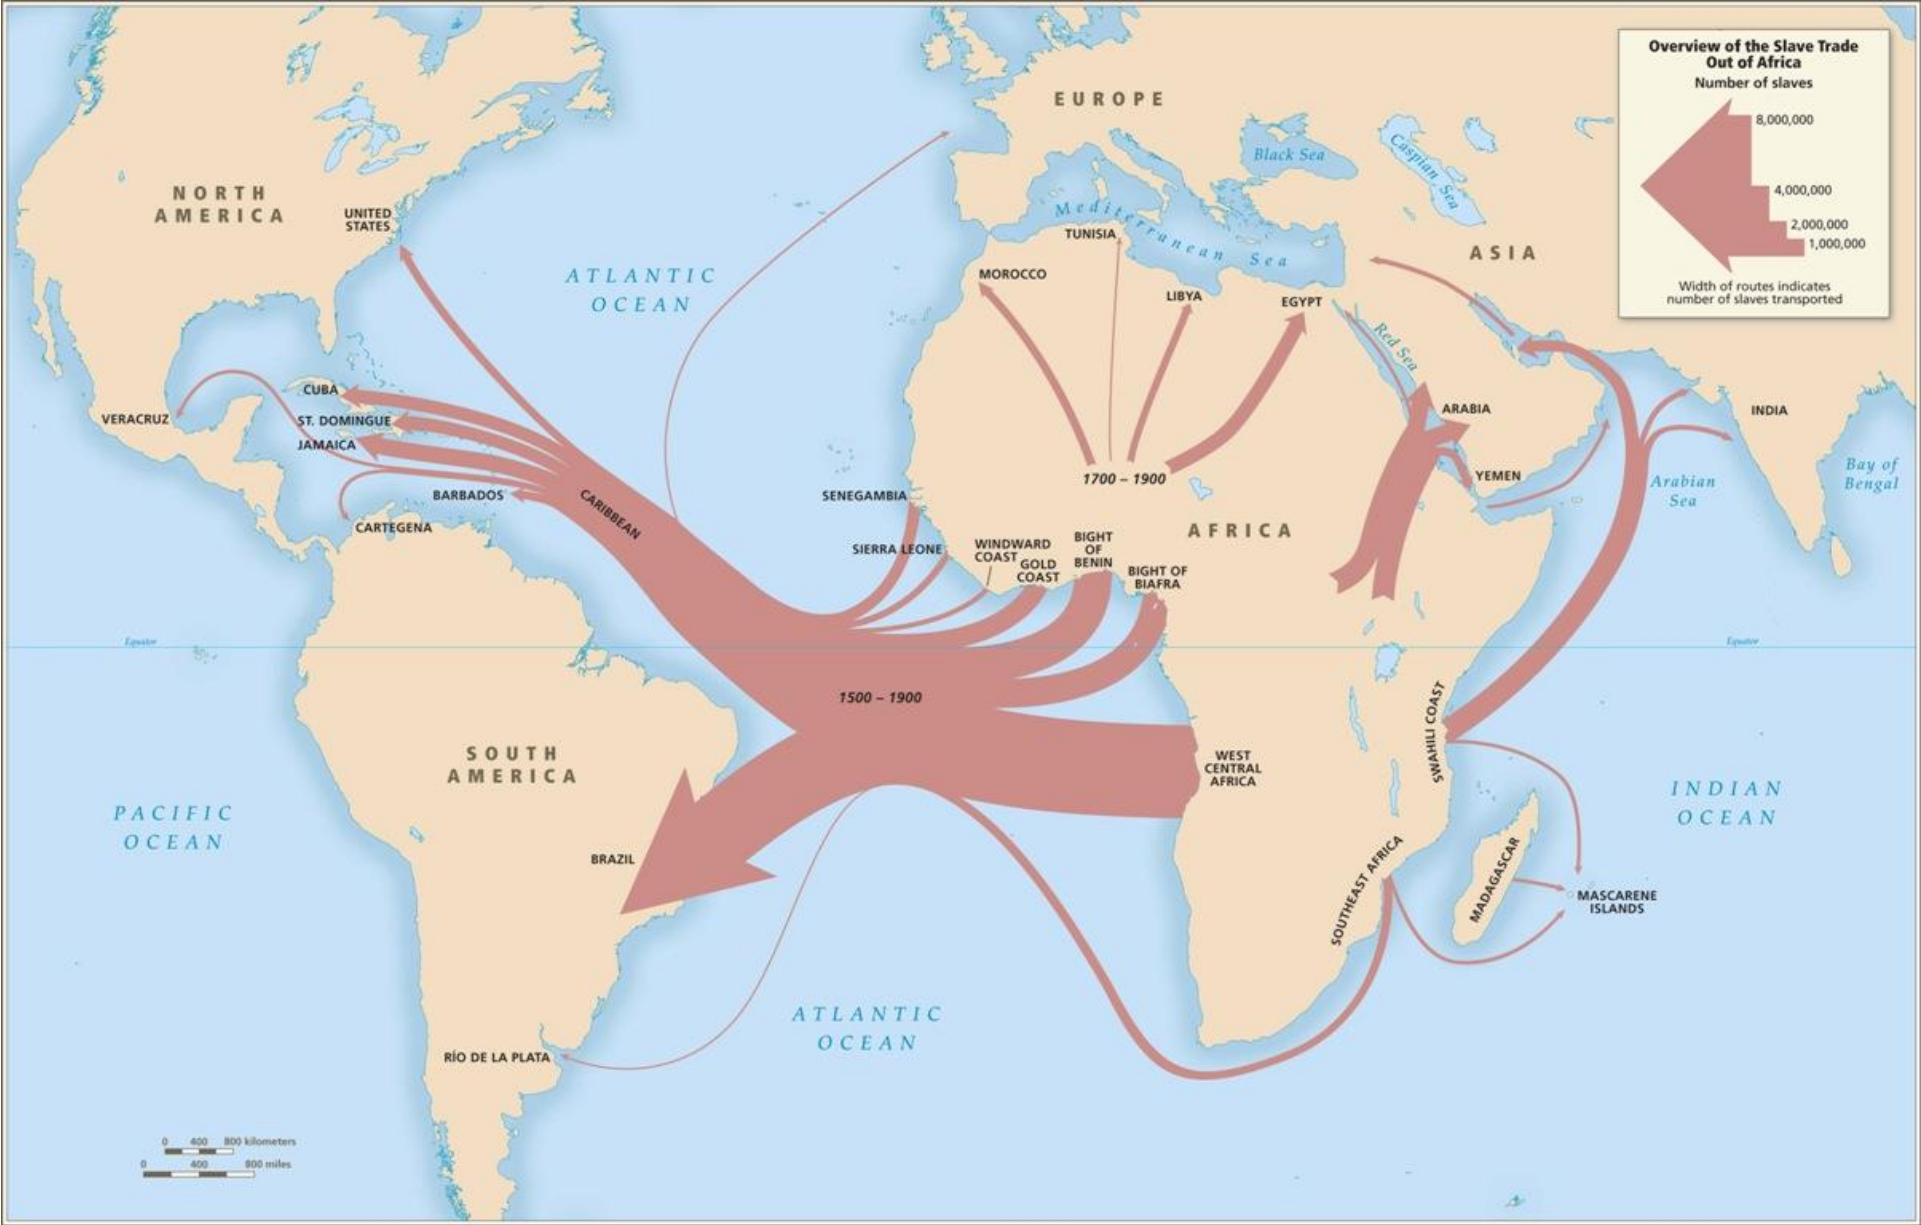 Overview of the Slave Trade
Out of Africa
Number of slaves
8,000,000
4,000,000
2,000,000
1,000,000
Width of routes indicates
number of slaves transported
EUROPE
Black Sea
Caspian Sea
NORTH
AMERICA
UNITED
STATES
Mediterranean Sea
TUNISIA
ASIA
ATLANTIC
OCEAN
MOROCCO
LIBYA
EGYPT
Red Sea
CUBA
VERACRUZ
ST. DOMINGUE
JAMAICA
ARABIA
INDIA
BARBADOS
CARIBBEAN
SENEGAMBIA
1700 – 1900
YEMEN
Arabian
Sea
Bay of
Bengal
CARTEGENA
AFRICA
SIERRA LEONE
WINDWARD
COAST
GOLD
COAST
BIGHT
OF
BENIN
BIGHT OF
BIAFRA
Equator
Equator
1500 – 1900
SWAHILI COAST
SOUTH
AMERICA
WEST
CENTRAL
AFRICA
PACIFIC
OCEAN
INDIAN
OCEAN
BRAZIL
SOUTHEAST AFRICA
MADAGASCAR
MASCARENE
ISLANDS
ATLANTIC
OCEAN
RÍO DE LA PLATA
0 400 800 kilometers
0 400 800 miles